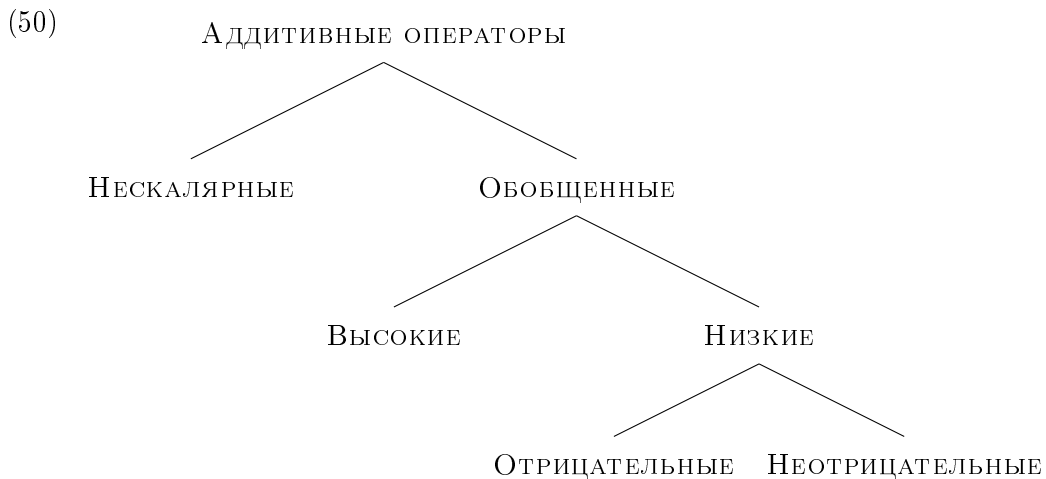 (50)
Аддитивные операторы
Нескалярные Обобщенные
Высокие Низкие
Отрицательные Неотрицательные